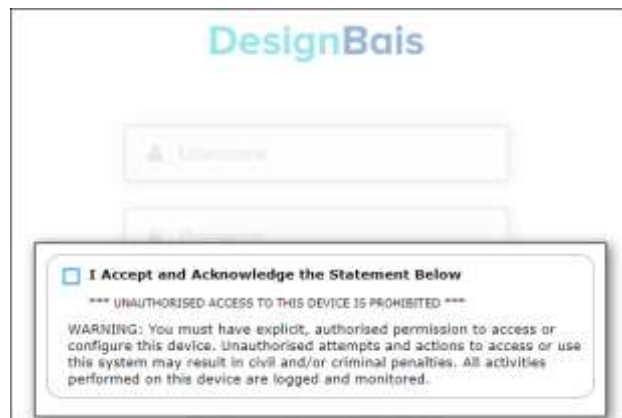 DesignBais
Username
I Accept and Acknowledge the Statement Below
*** UNAUTHORISED ACCESS TO THIS DEVICE IS PROHIBITED ***
WARNING: You must have explicit, authorised permission to access or
configure this device. Unauthorised attempts and actions to access or use
this system may result in civil and/or criminal penalties. All activities
performed on this device are logged and monitored.